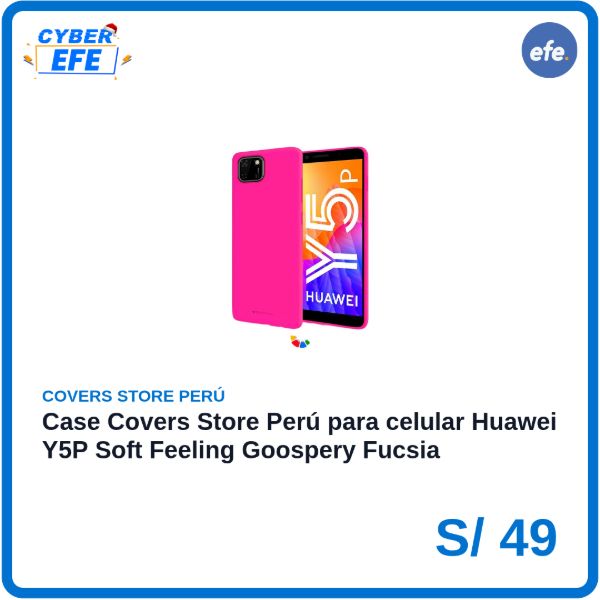 CYBER
EFE
efe.
Y5P
HUAWEI
COVERS STORE PERÚ
Case Covers Store Perú para celular Huawei
Y5P Soft Feeling Goospery Fucsia
S/ 49